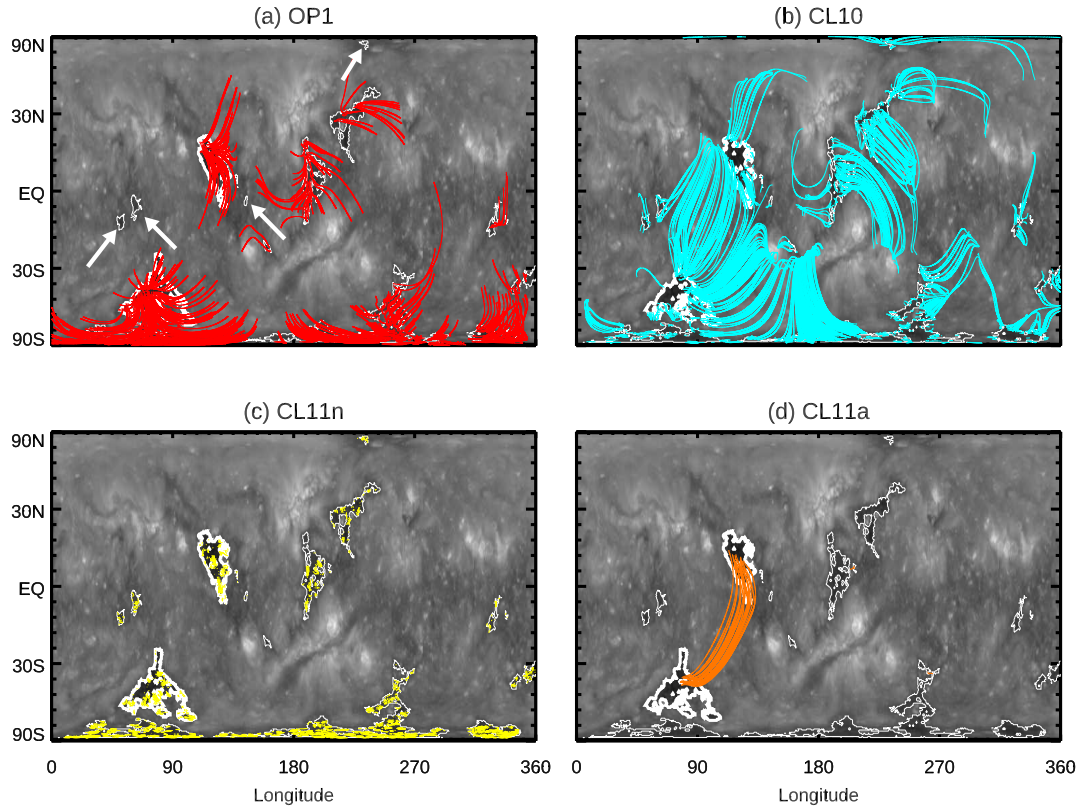 (a) OP1
(b) CL10
90N
30N
EQ
30S
90S
(c) CL11n
(d) CL11a
90N
30N
EQ
30S
90S
0 90 180 270 360
0 90 180 270 360
Longitude
Longitude